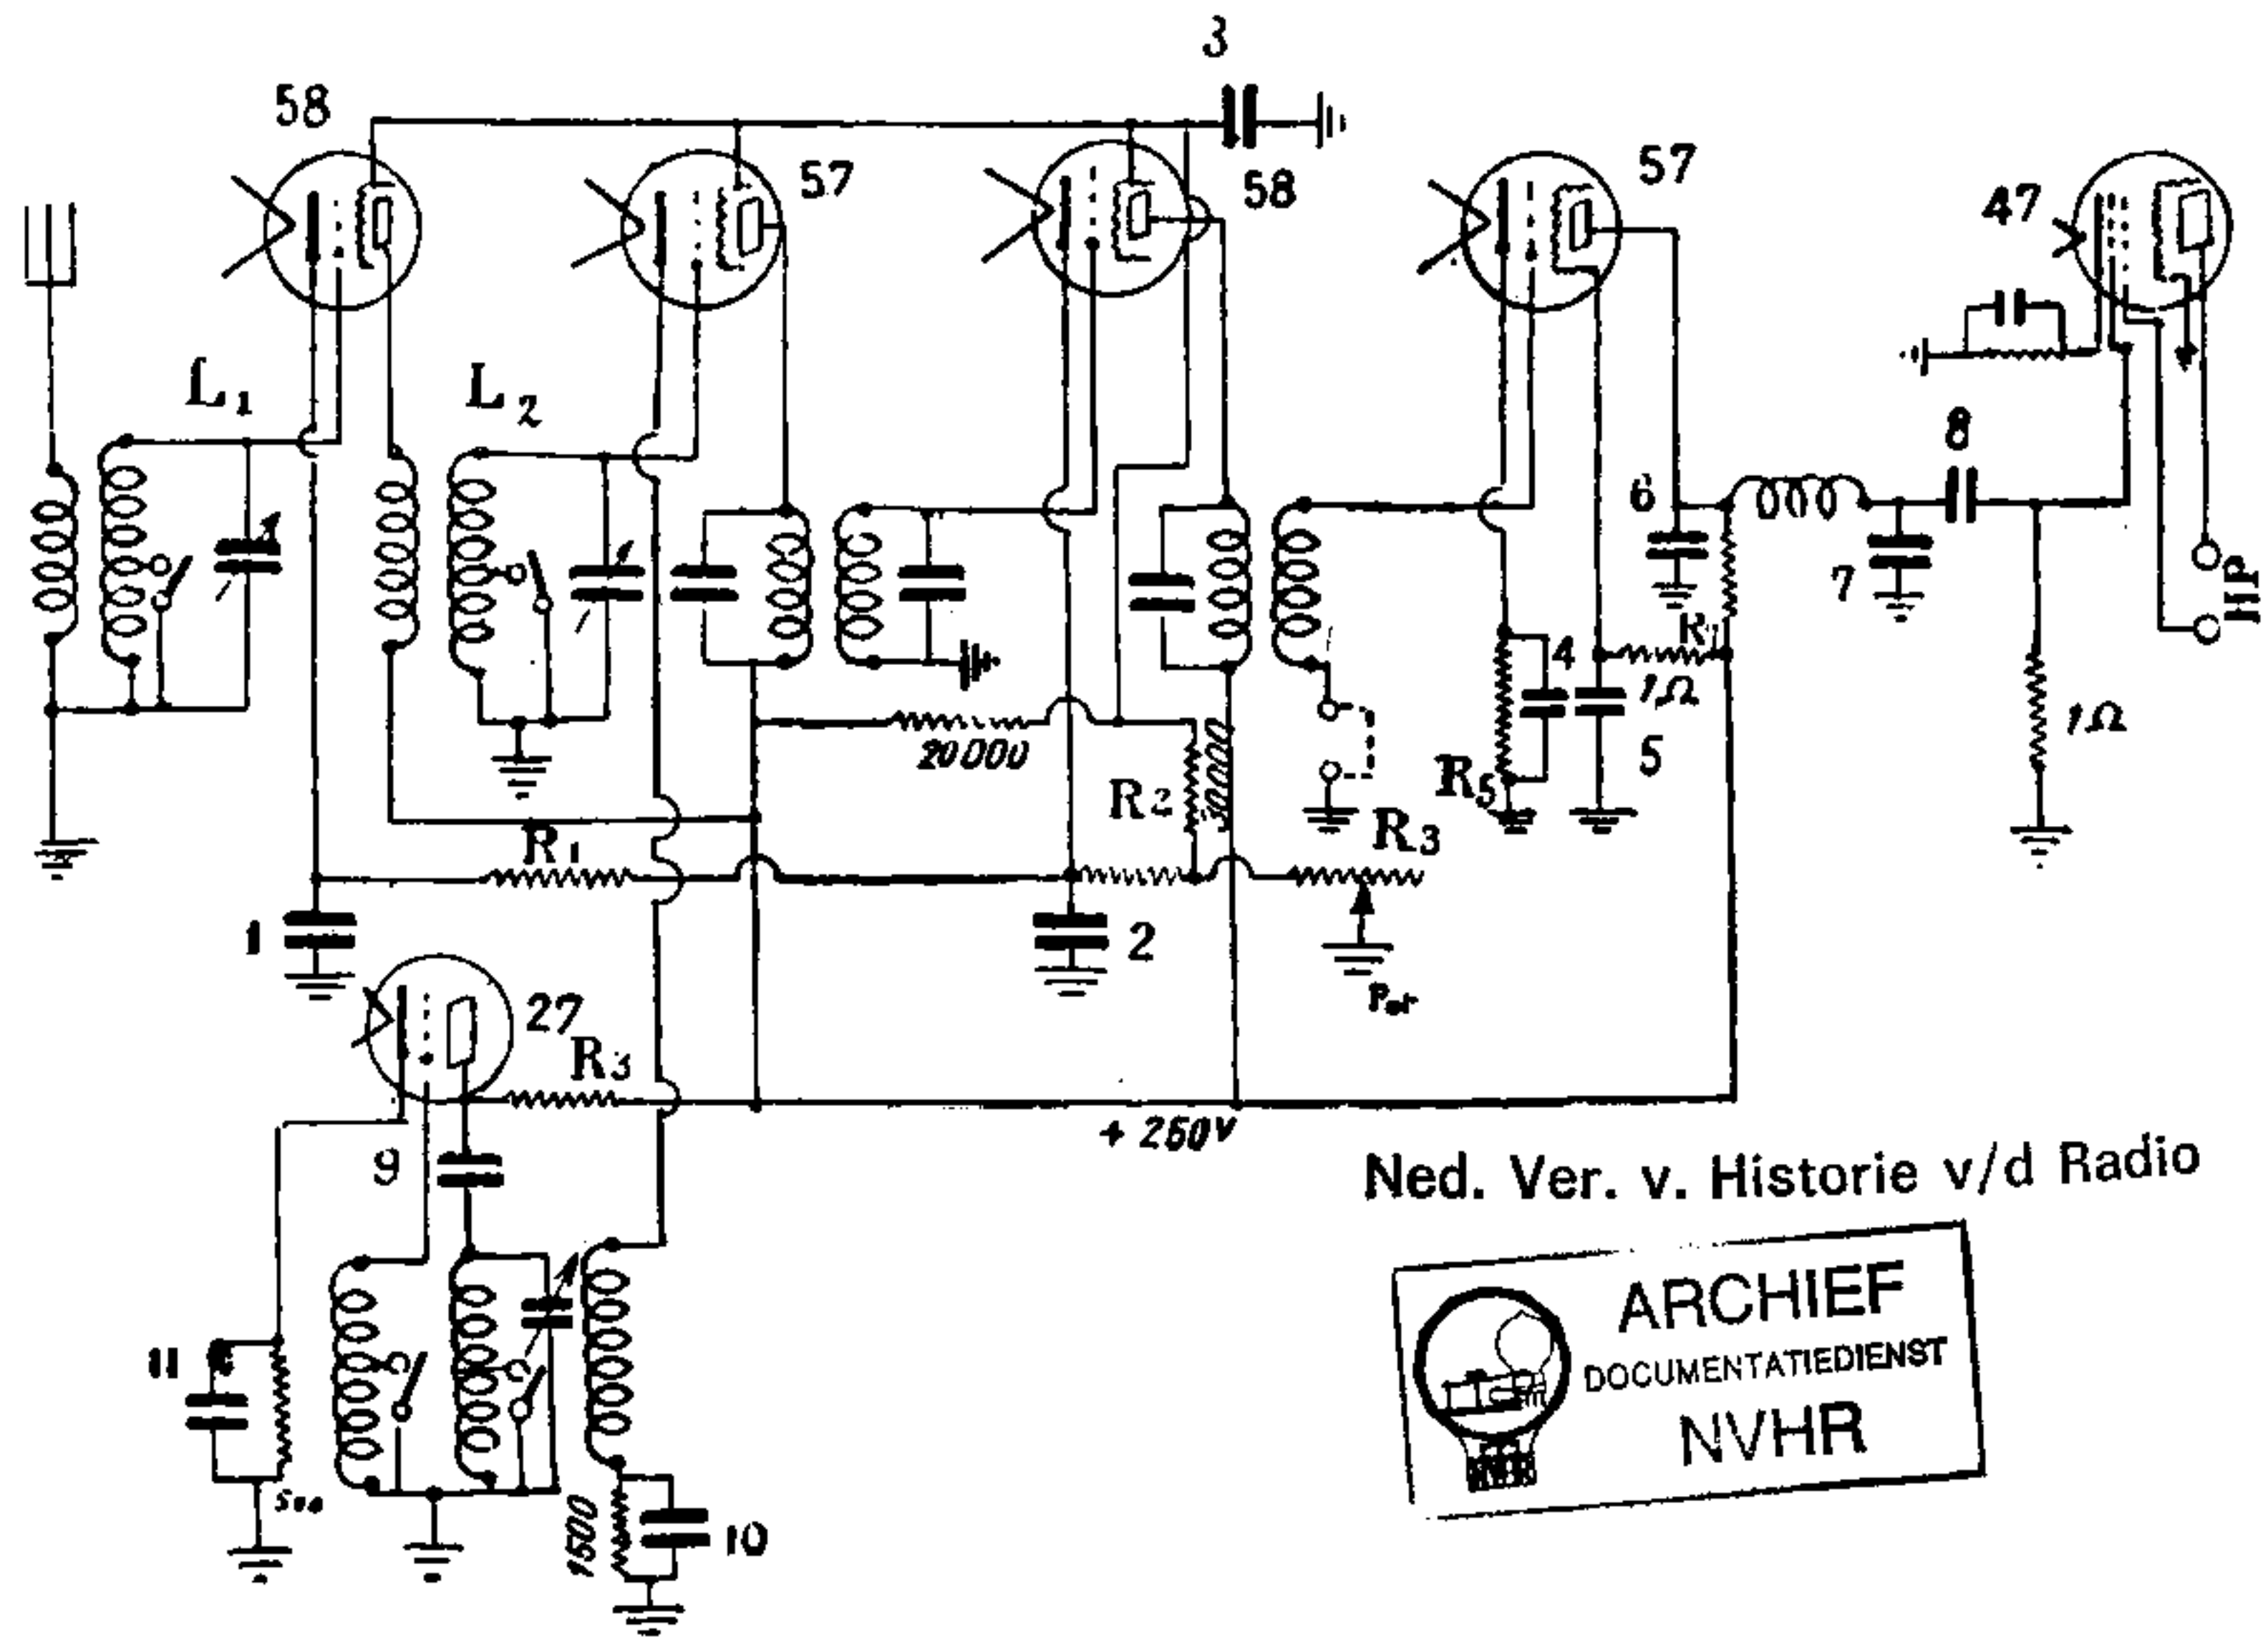 3
58
57
58
57
47
L1
L2
8
6
7
R
1Ω
4
5
1Ω
HP
20000
R2
30000
R5
R3
R1
1
2
Pot
27
R3
+ 250V
9
11
500
1500
10
Ned. Ver. v. Historie v/d Radio
ARCHIEF
DOCUMENTATIEDIENST
NVHR